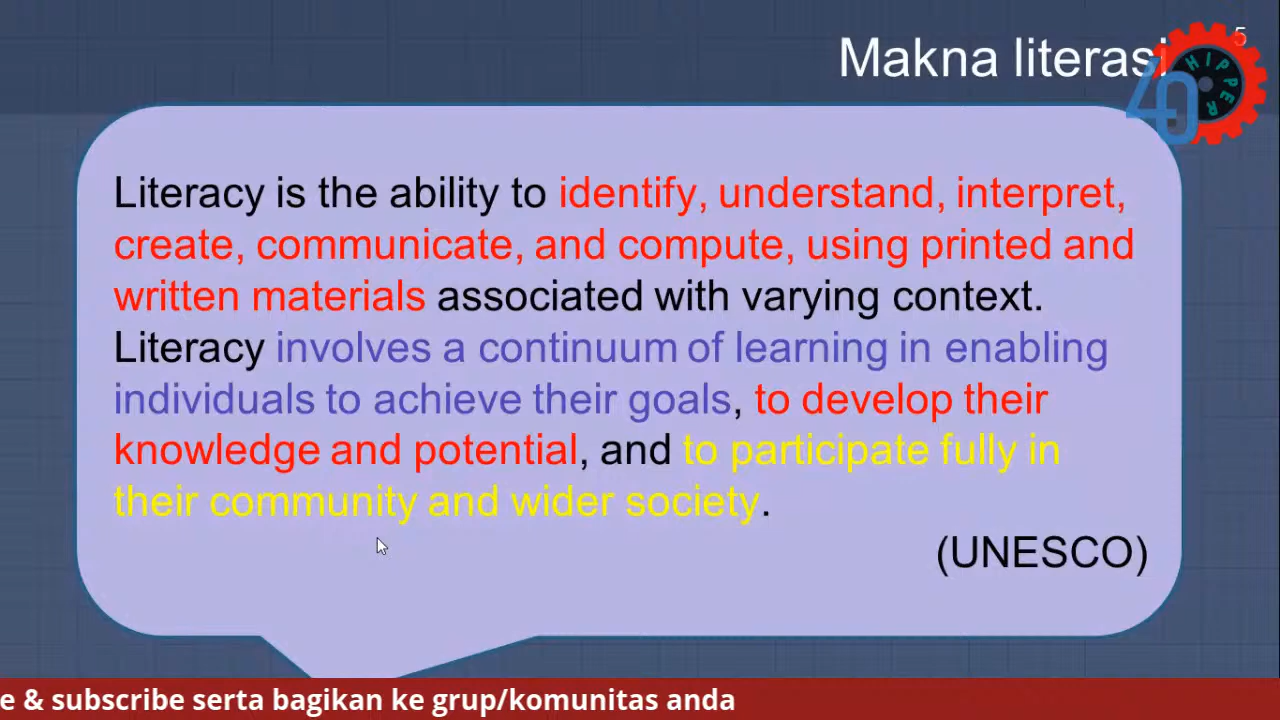 5
Makna literasi
40
HIPPER
Literacy is the ability to identify, understand, interpret,
create, communicate, and compute, using printed and
written materials associated with varying context.
Literacy involves a continuum of learning in enabling
individuals to achieve their goals, to develop their
knowledge and potential, and to participate fully in
their community and wider society.
(UNESCO)
e & subscribe serta bagikan ke grup/komunitas anda